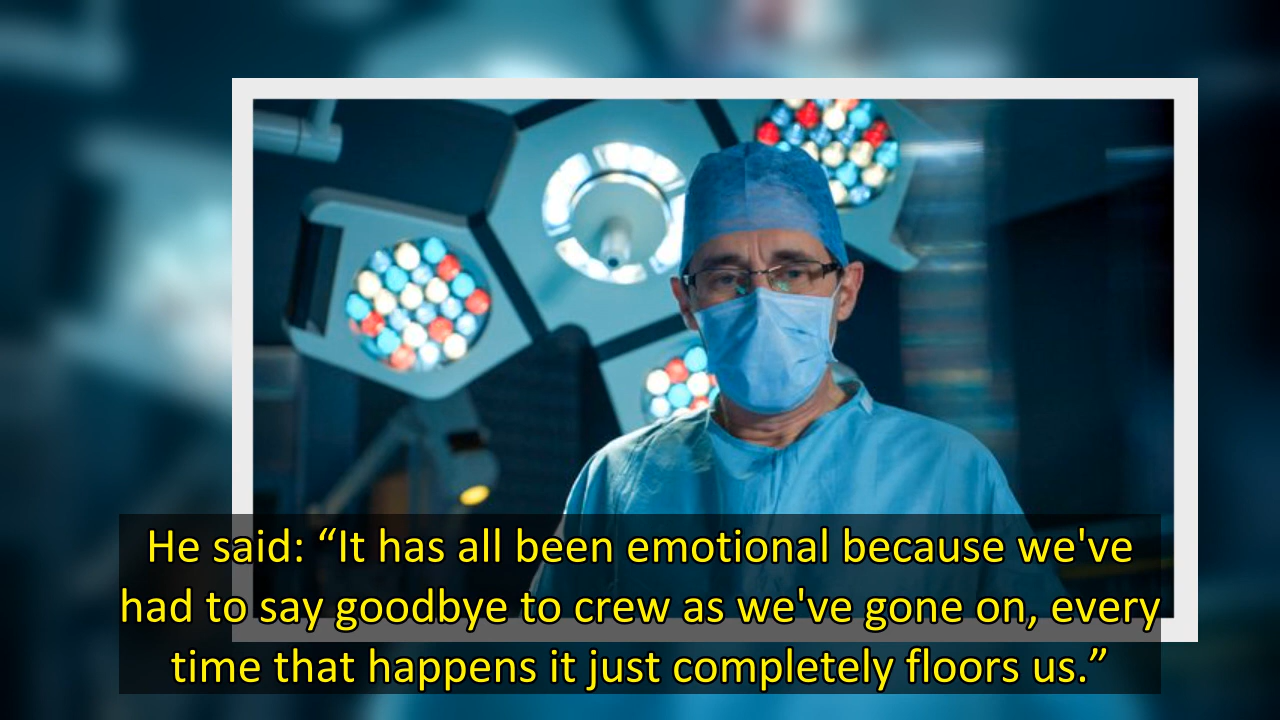 He said: “It has all been emotional because we've
had to say goodbye to crew as we've gone on, every
time that happens it just completely floors us.”